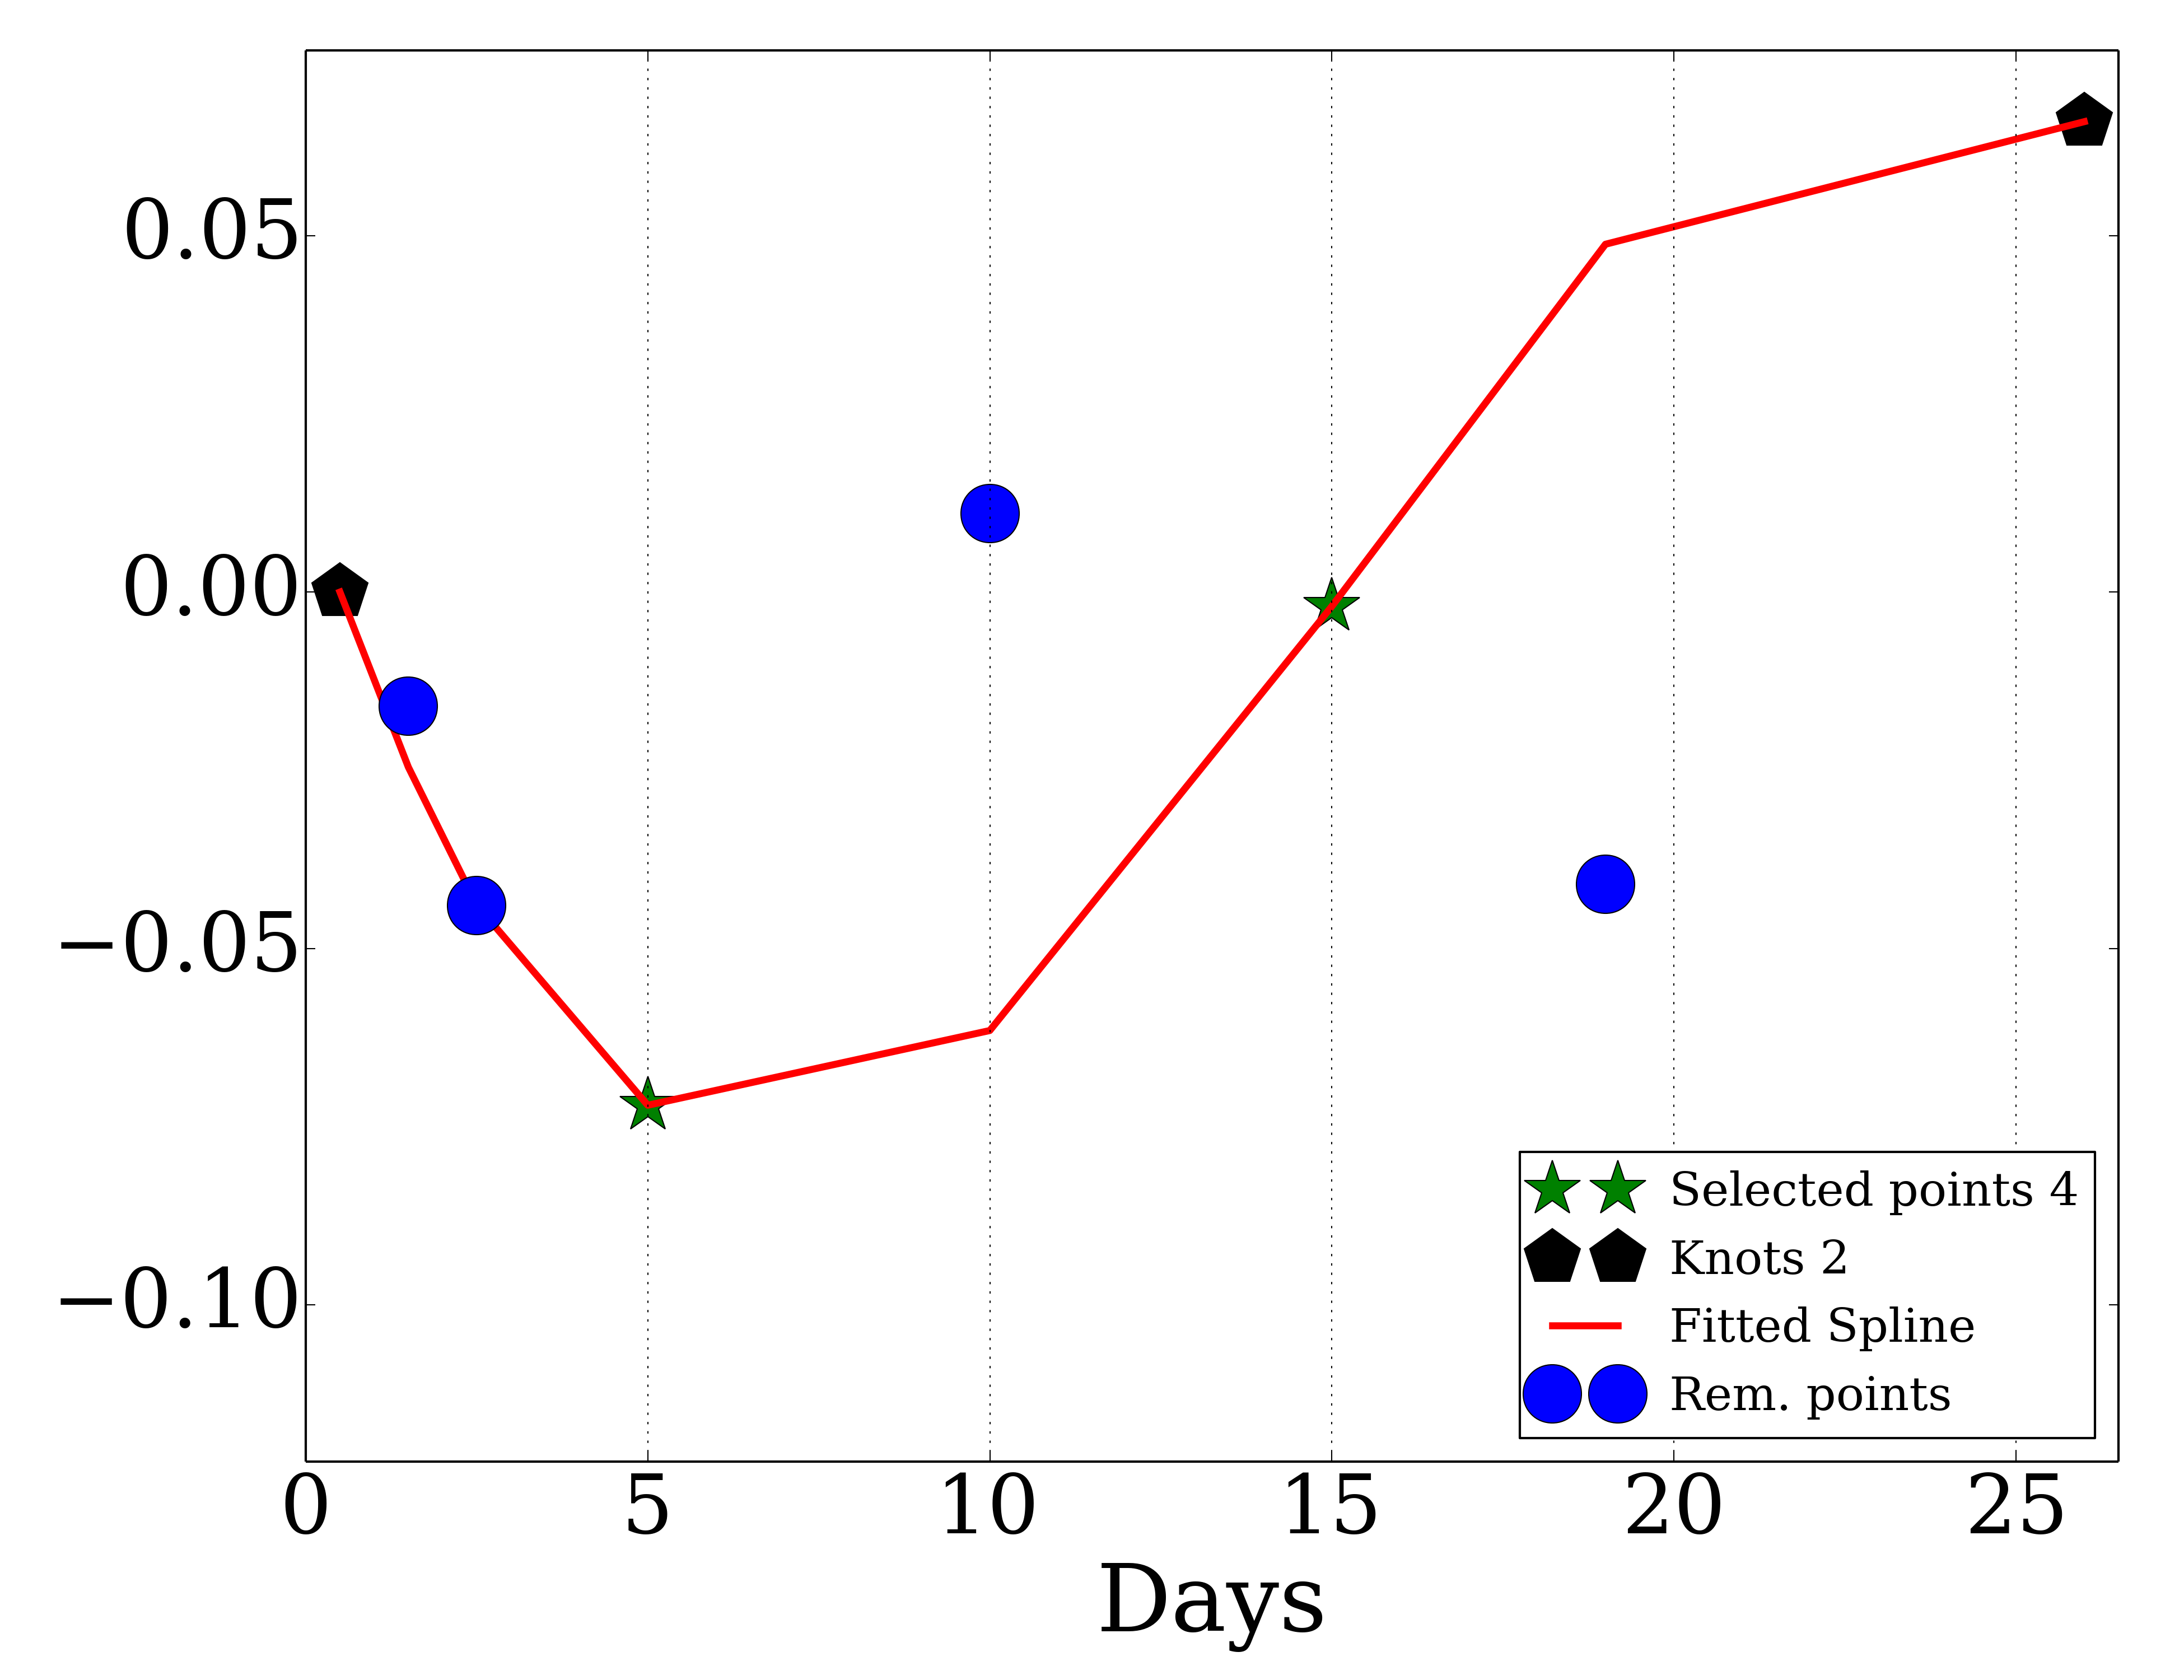 0.05
0.00
−0.05
−0.10
0 5 10 15 20 25
Days
Selected points 4
Knots 2
Fitted Spline
Rem. points